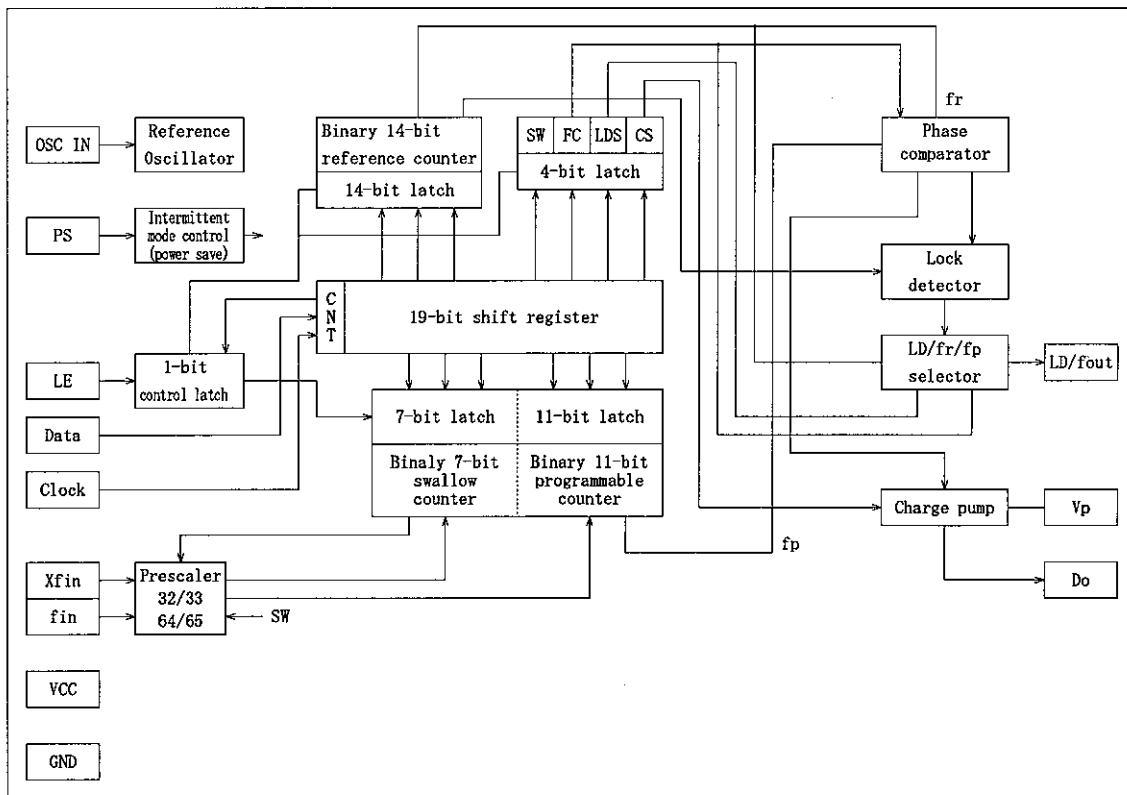 fr
OSC IN
Reference
Oscillator
Binary 14-bit
reference counter
14-bit latch
SW
FC
LDS
CS
4-bit latch
Phase
comparator
PS
Intermittent
mode control
(power save)
Lock
detector
C
N
T
19-bit shift register
LE
1-bit
control latch
LD/fr/fp
selector
LD/fout
7-bit latch
11-bit latch
Data
Clock
Binaly 7-bit
swallow
counter
Binary 11-bit
programmable
counter
Charge pump
Vp
fp
Xfin
fin
Prescaler
32/33
64/65
SW
Do
VCC
GND